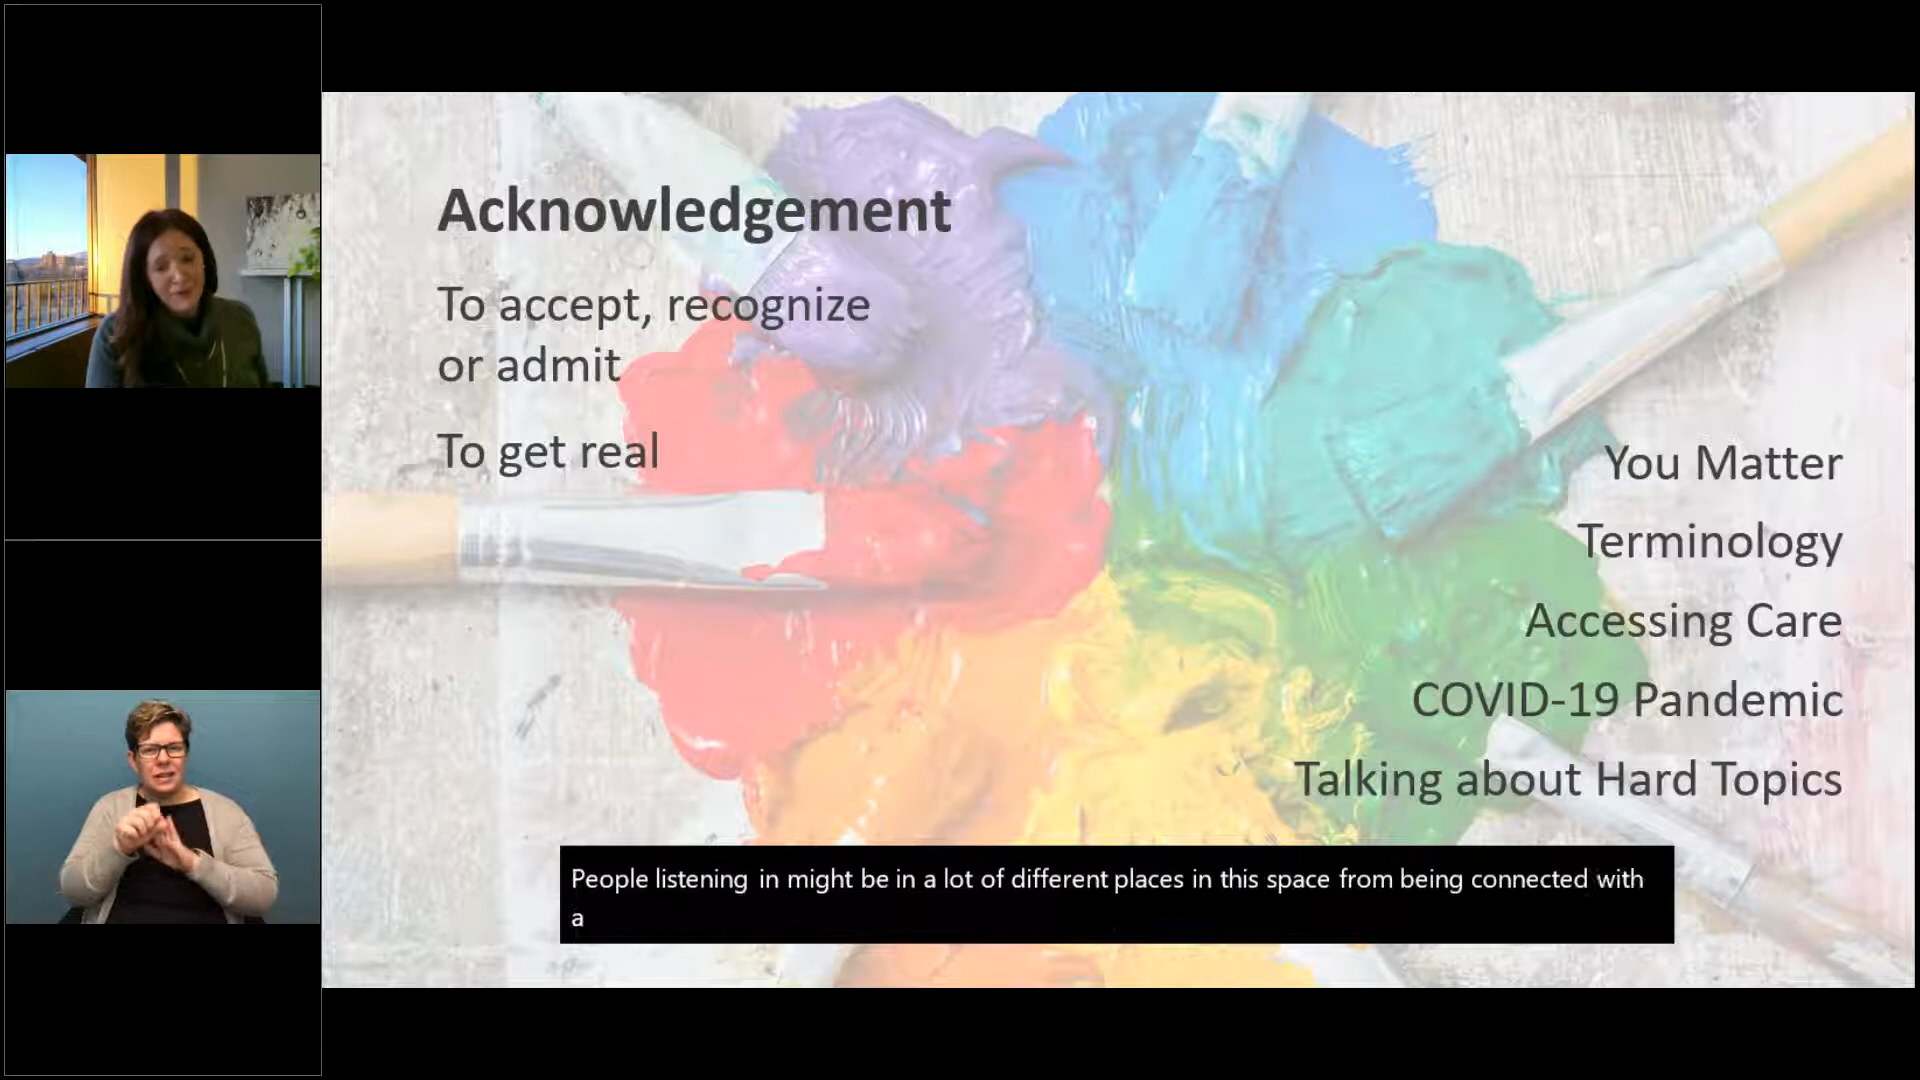 Acknowledgement
To accept, recognize
or admit
To get real
You Matter
Terminology
Accessing Care
COVID-19 Pandemic
Talking about Hard Topics
People listening in might be in a lot of different places in this space from being connected with
a